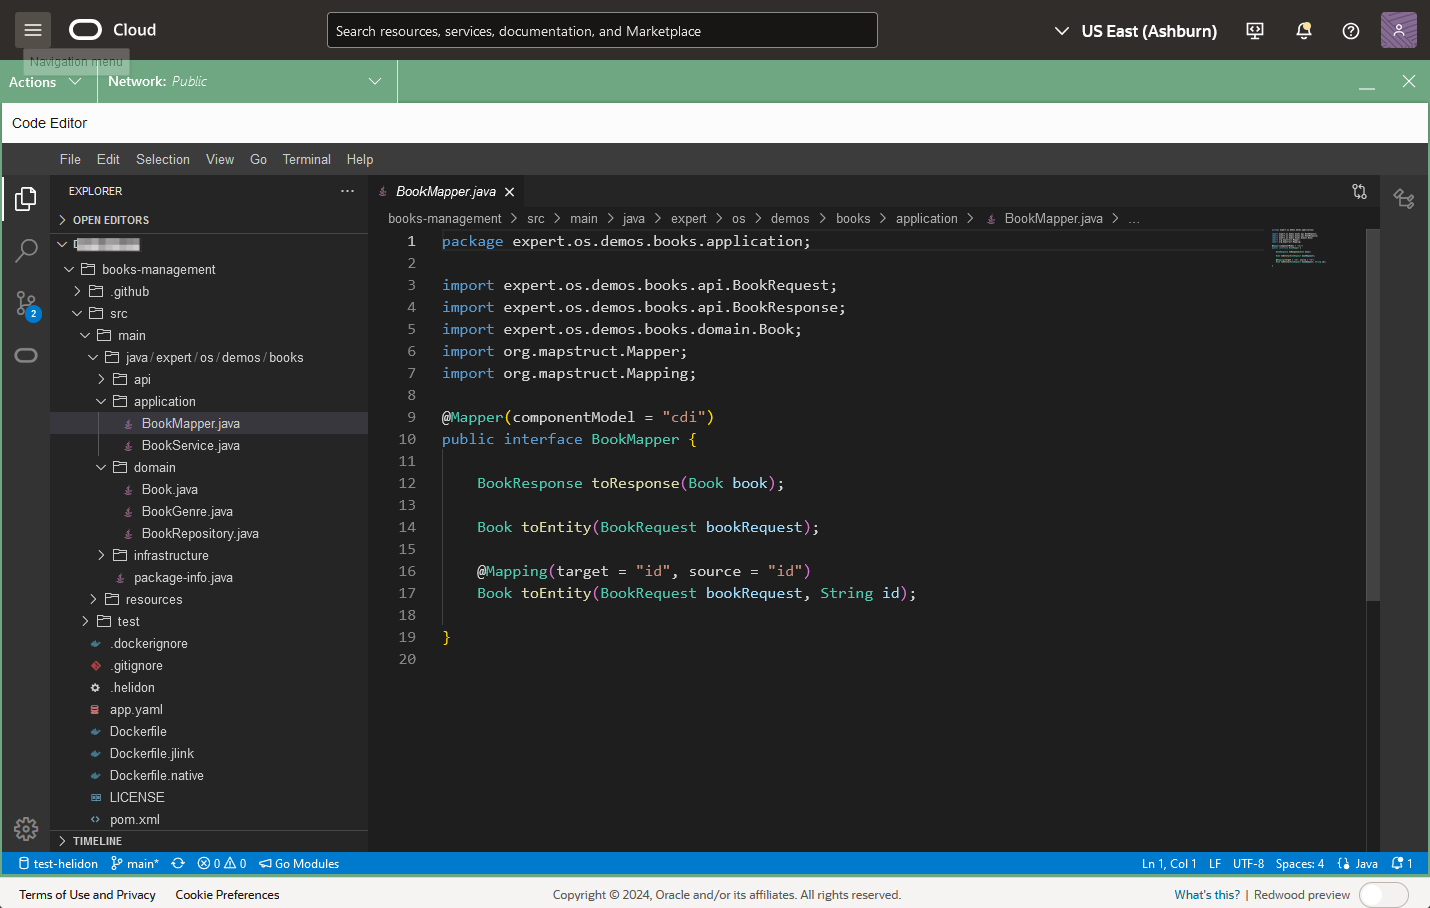 Cloud
Search resources, services, documentation, and Marketplace
US East (Ashburn)
Navigation menu
Actions
Network: Public
Code Editor
File Edit Selection View Go Terminal Help
EXPLORER
OPEN EDITORS
books-management
.github
src
main
java / expert / os / demos / books
api
application
BookMapper.java
BookService.java
domain
Book.java
BookGenre.java
BookRepository.java
infrastructure
package-info.java
resources
test
.dockerignore
.gitignore
.helidon
app.yaml
Dockerfile
Dockerfile.jlink
Dockerfile.native
LICENSE
pom.xml
TIMELINE
2
BookMapper.java
books-management > src > main > java > expert > os > demos > books > application > BookMapper.java > ...
1 package expert.os.demos.books.application;
2
3 import expert.os.demos.books.api.BookRequest;
4 import expert.os.demos.books.api.BookResponse;
5 import expert.os.demos.books.domain.Book;
6 import org.mapstruct.Mapper;
7 import org.mapstruct.Mapping;
8
9 @Mapper(componentModel = "cdi")
10 public interface BookMapper {
11
12 BookResponse toResponse(Book book);
13
14 Book toEntity(BookRequest bookRequest);
15
16 @Mapping(target = "id", source = "id")
17 Book toEntity(BookRequest bookRequest, String id);
18
19 }
20
test-helidon main* 0 0 Go Modules
Ln 1, Col 1 LF UTF-8 Spaces: 4 Java 1
Terms of Use and Privacy Cookie Preferences
Copyright © 2024, Oracle and/or its affiliates. All rights reserved.
What's this? | Redwood preview